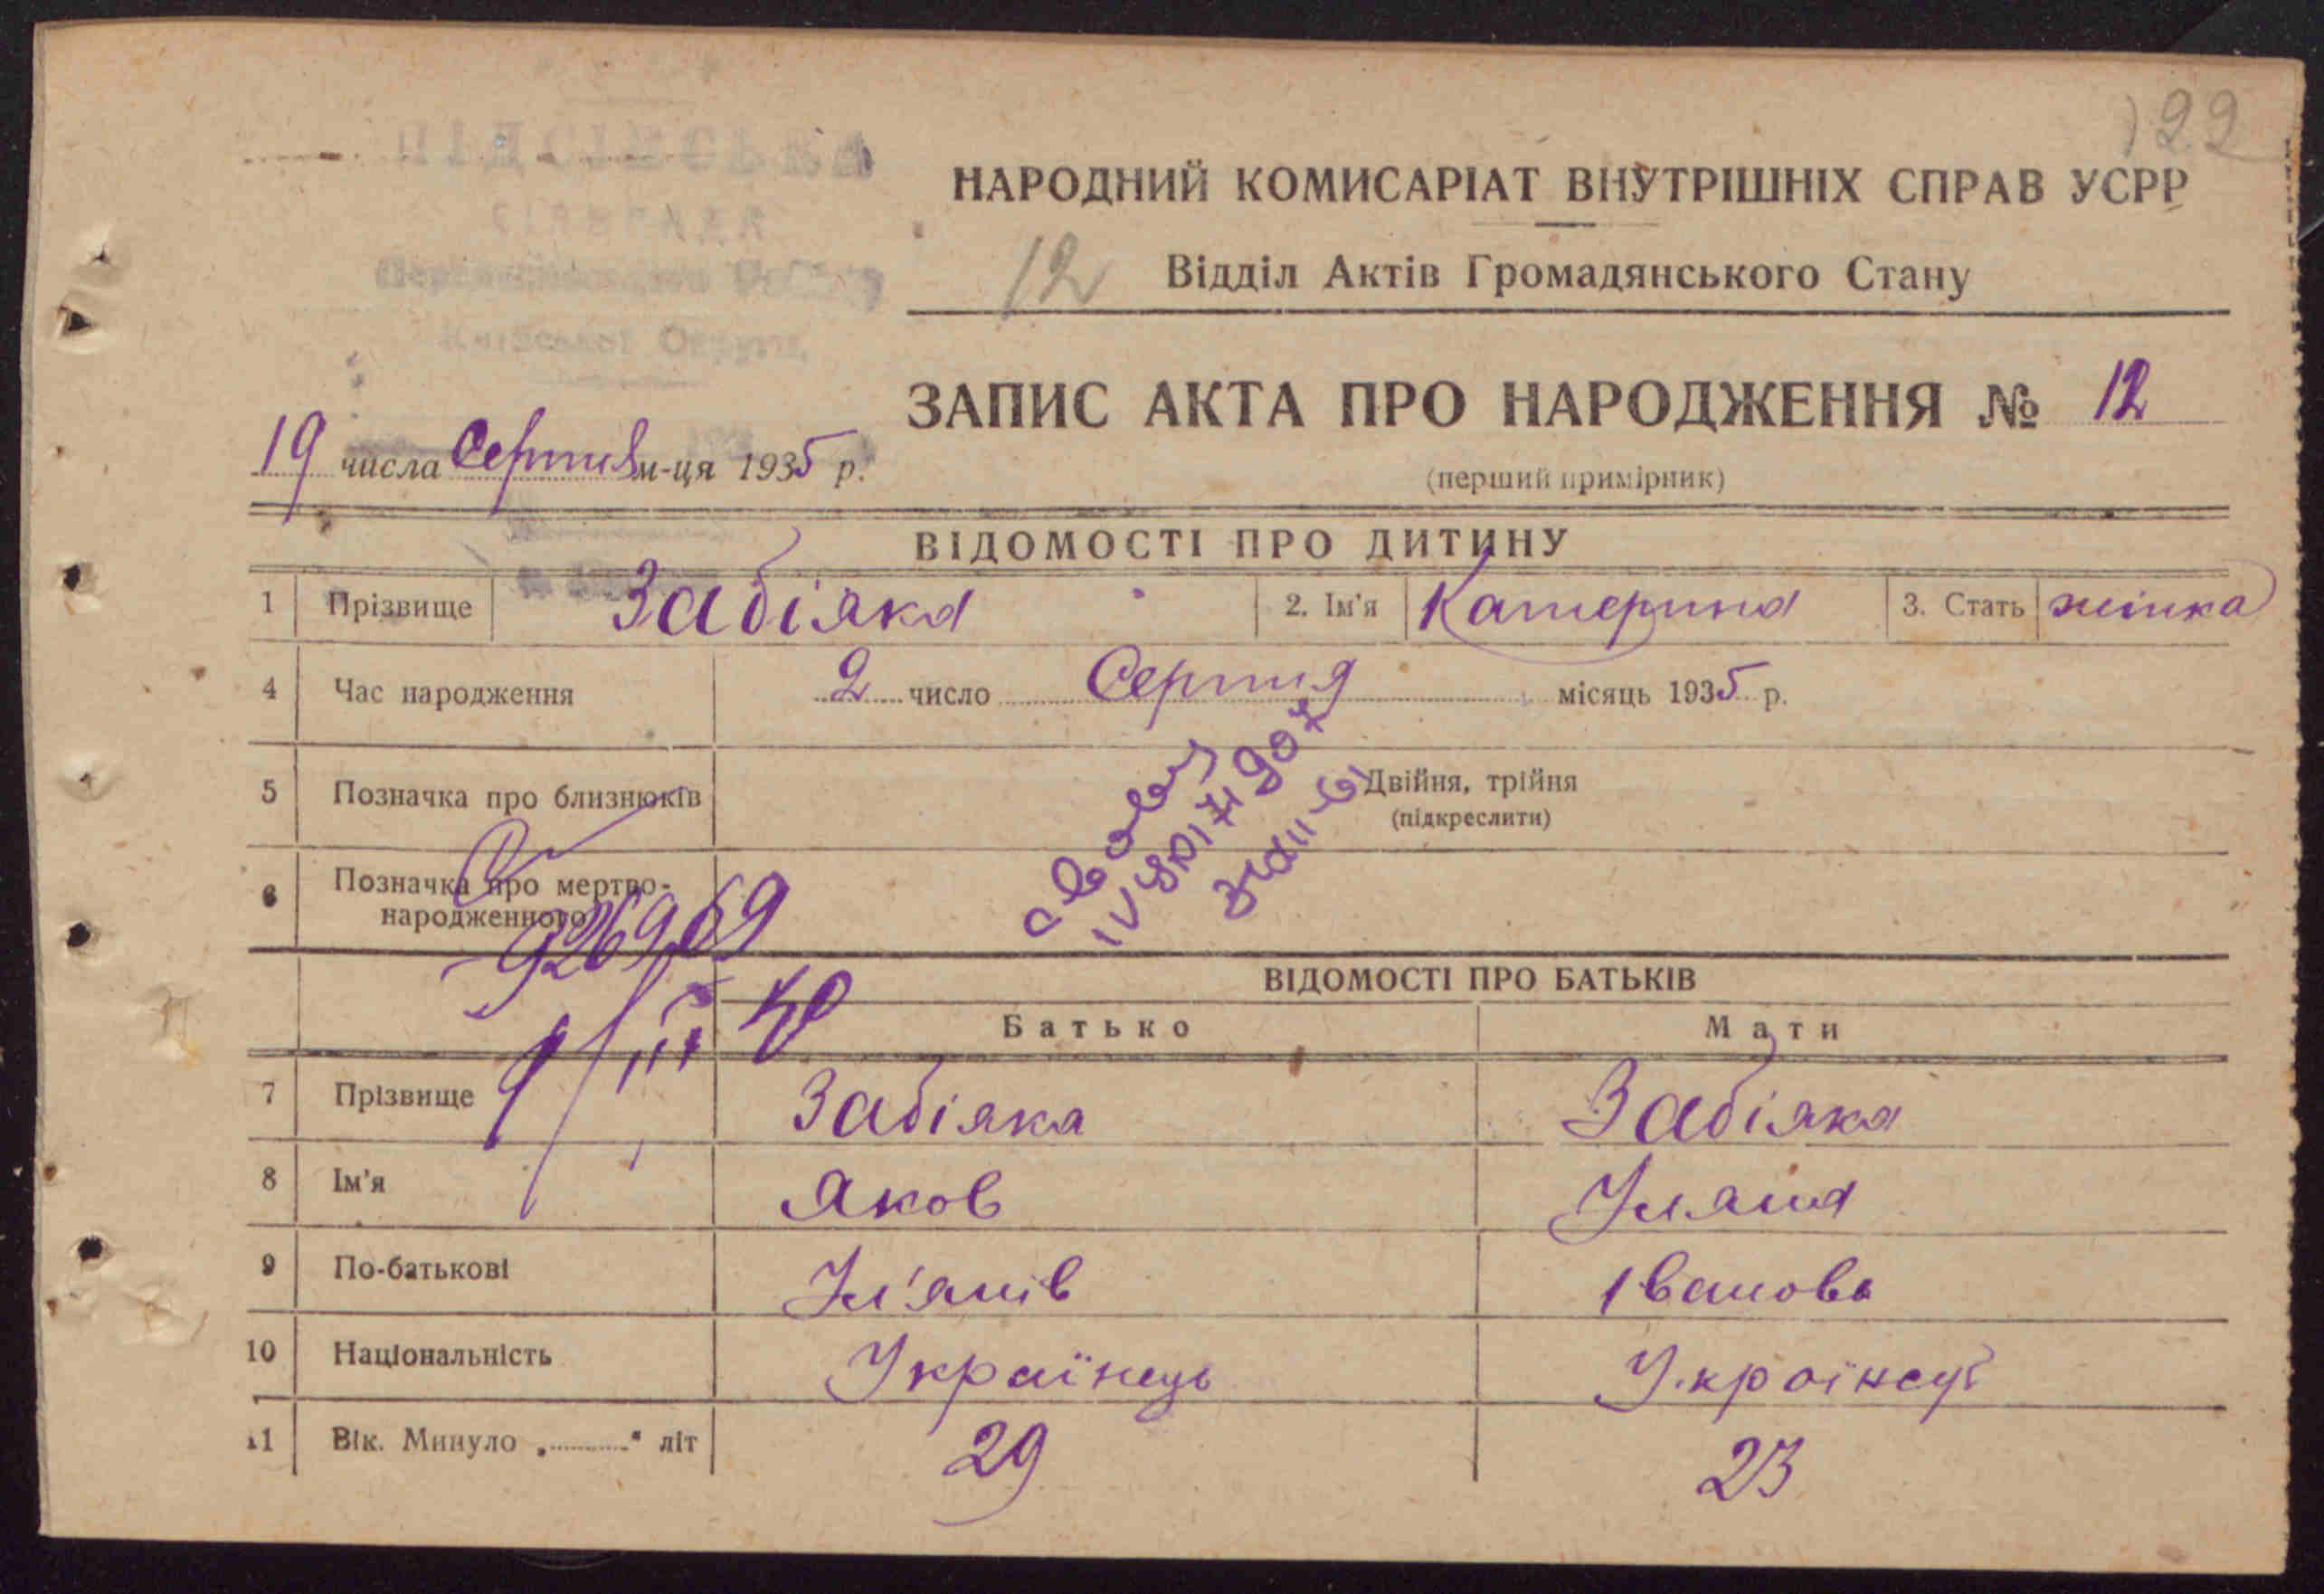 122
НАРОДНИЙ КОМИСАРІАТ ВНУТРІШНІХ СПРАВ УСРР
12 Відділ Актів Громадянського Стану
ЗАПИС АКТА ПРО НАРОДЖЕННЯ № 12
19 числа Серпня м-ця 1935 р.
(перший примірник)
ВІДОМОСТІ ПРО ДИТИНУ
1 Прізвище Забіяка 2. Ім'я Катерина 3. Стать жінка
4 Час народження 2 число Серпня місяць 1935 р.
5 Позначка про близнюків Двійня, трійня
(підкреслити)
6 Позначка про мертво-
народженного
ВІДОМОСТІ ПРО БАТЬКІВ
Батько Мати
7 Прізвище Забіяка Забіяка
8 Ім'я Яков Уляна
9 По-батькові Іванова
10 Національність Українець Українець
11 Вік. Минуло „..........“ літ 29 23